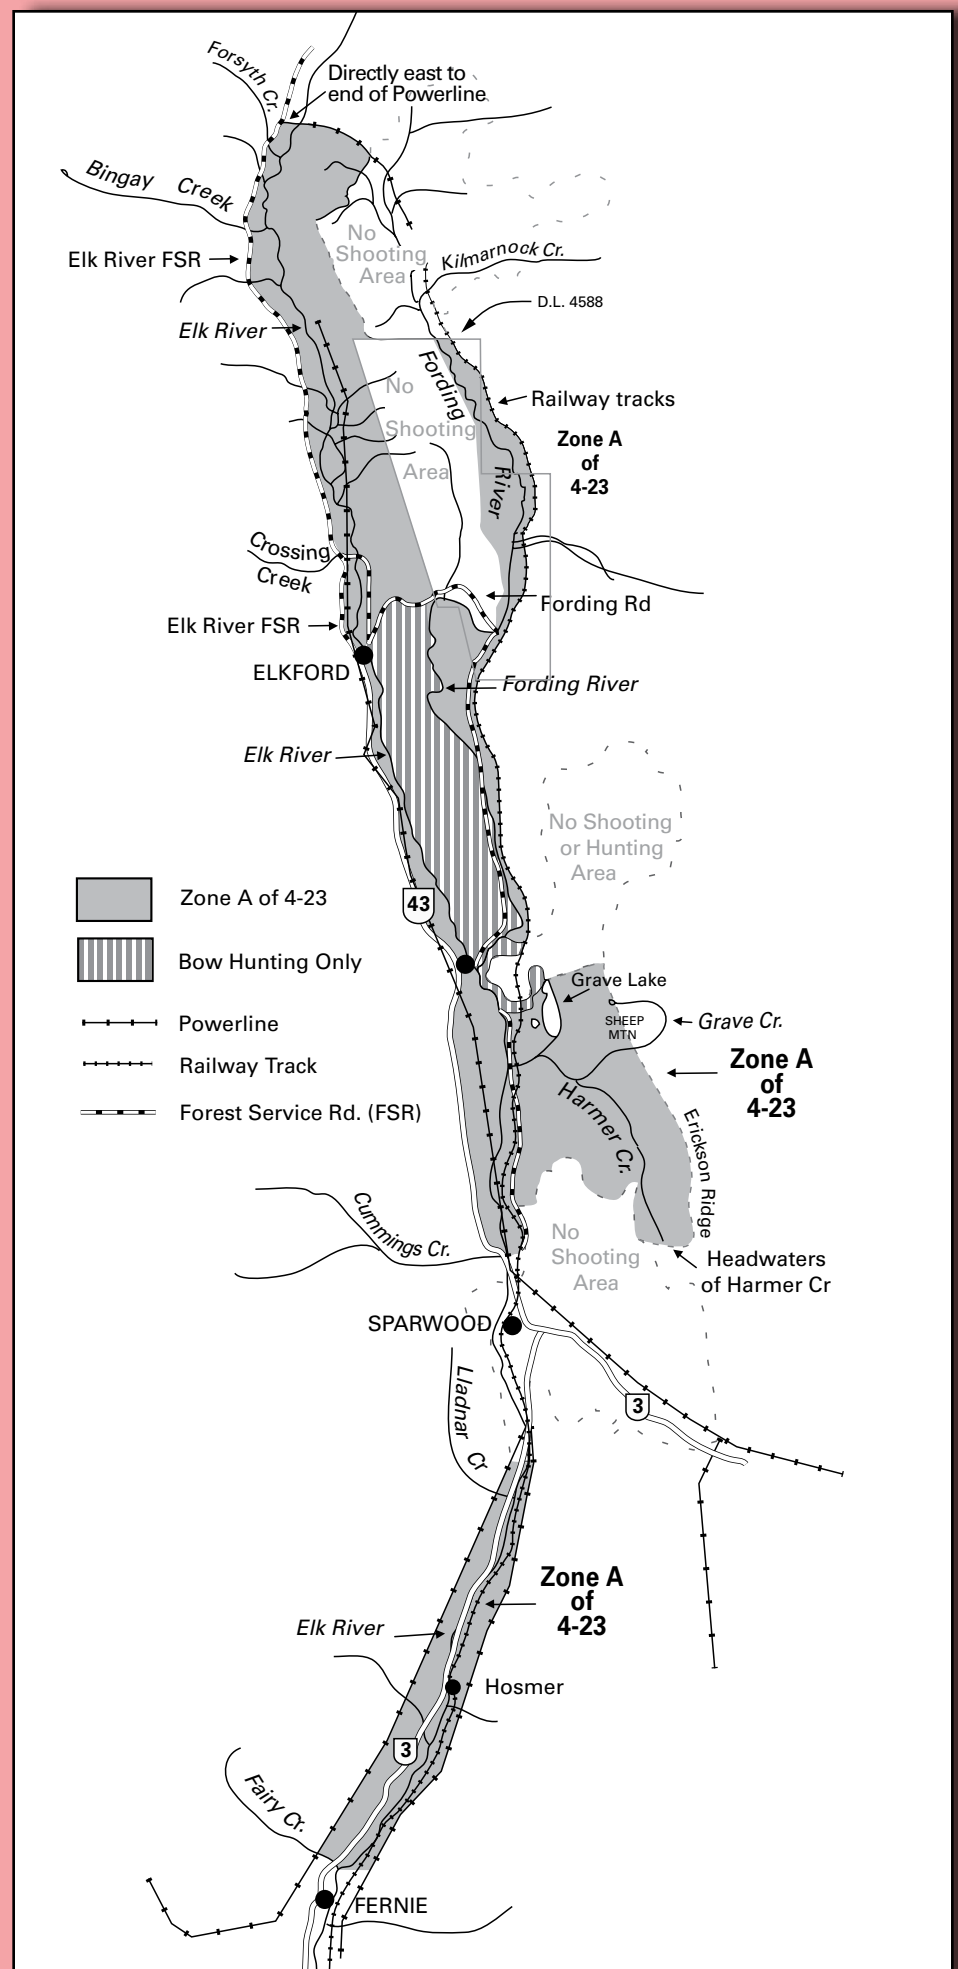 Forsyth Cr.
Directly east to
end of Powerline
Bingay Creek
No
Shooting
Area
Kilmarnock Cr.
Elk River FSR
D.L. 4588
Elk River
Fording
River
No
Shooting
Area
Railway tracks
Zone A
of
4-23
Crossing
Creek
Fording Rd
Elk River FSR
ELKFORD
Fording River
Elk River
No Shooting
or Hunting
Area
43
Zone A of 4-23
Bow Hunting Only
Powerline
Railway Track
Forest Service Rd. (FSR)
Grave Lake
SHEEP
MTN
Grave Cr.
Zone A
of
4-23
Harmer Cr.
Erickson Ridge
Cummings Cr.
No
Shooting
Area
Headwaters
of Harmer Cr
SPARWOOD
Lladnar Cr
3
Zone A
of
4-23
Elk River
Hosmer
3
Fairy Cr.
FERNIE